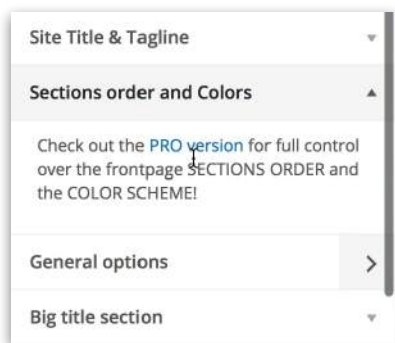 Site Title & Tagline
Sections order and Colors
Check out the PRO version for full control
over the frontpage SECTIONS ORDER and
the COLOR SCHEME!
General options
Big title section